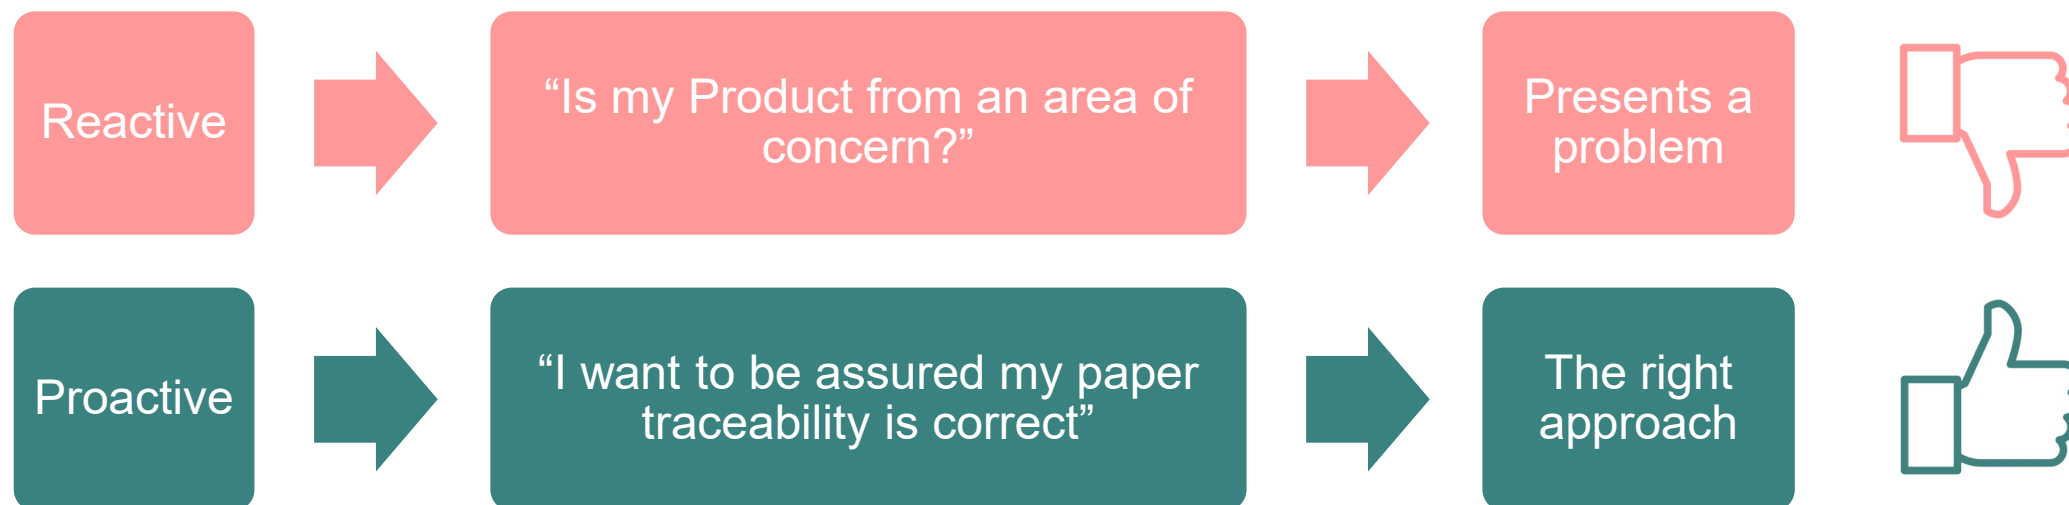 Reactive
“Is my Product from an area of
concern?”
Presents a
problem
Proactive
“I want to be assured my paper
traceability is correct”
The right
approach